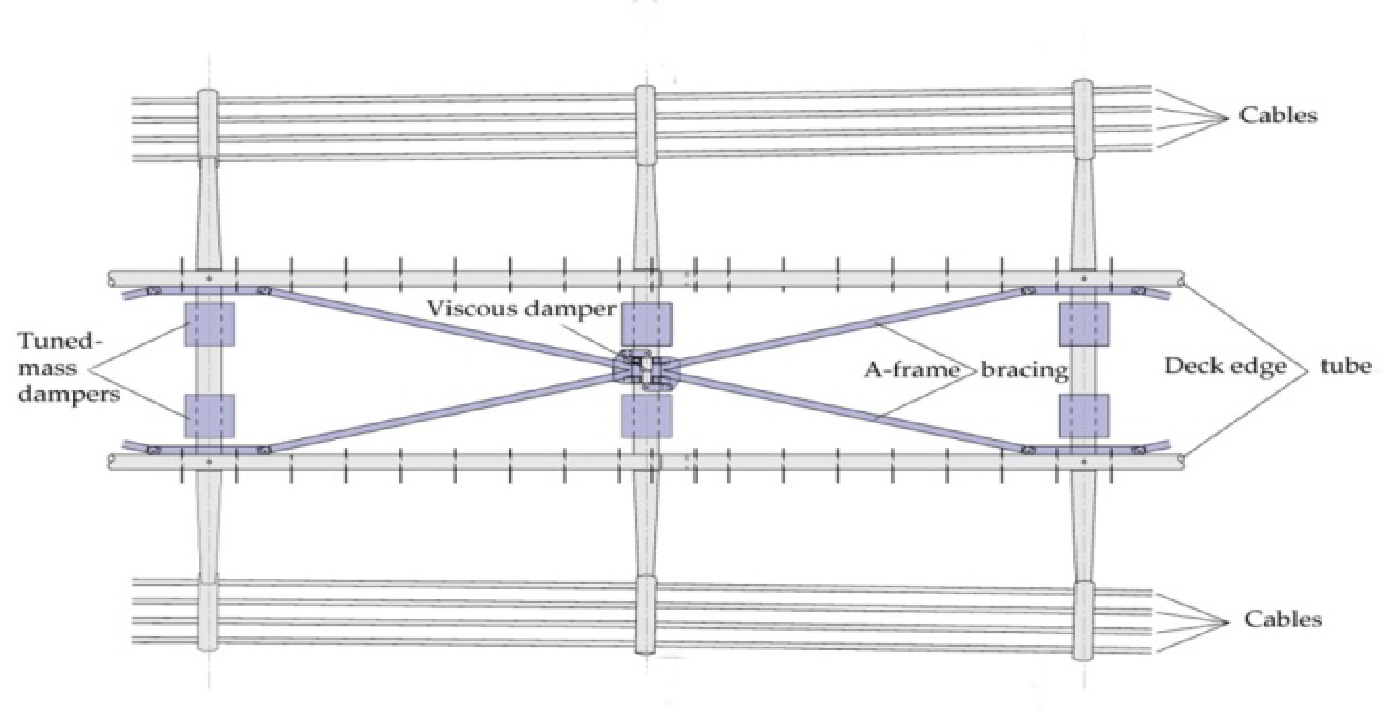 Cables
Viscous damper
Tuned-
mass
dampers
A-frame bracing
Deck edge tube
Cables